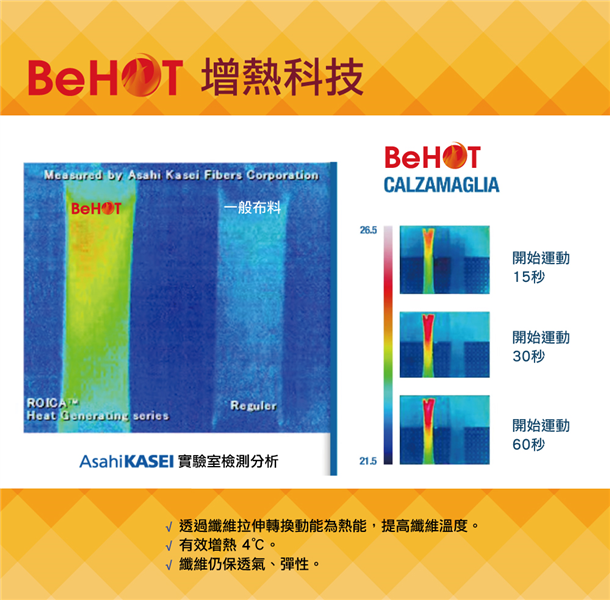 BeHOT 增熱科技
Measured by Asahi Kasei Fibers Corporation
BeHOT
一般布料
ROICA™
Heat Generating series
Reguler
AsahiKASEI 實驗室檢測分析
BeHOT
CALZAMAGLIA
26.5
開始運動
15秒
開始運動
30秒
開始運動
60秒
21.5
√ 透過纖維拉伸轉換動能為熱能，提高纖維溫度。
√ 有效增熱 4℃。
√ 纖維仍保透氣、彈性。